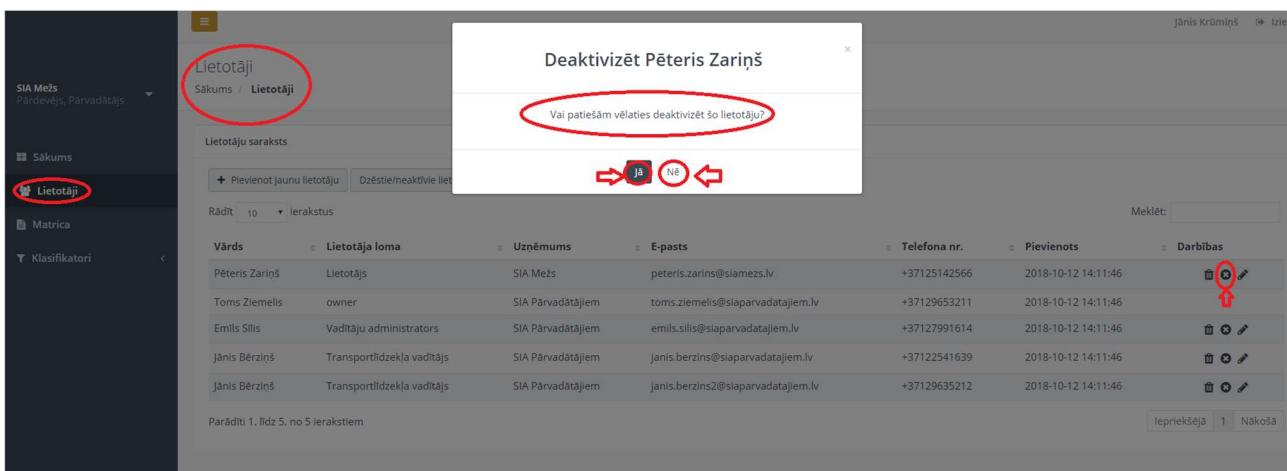 Jānis Krūmiņš Izie
SIA Mežs
Pārdevējs, Pārvadātājs
Sākums
Lietotāji
Matrica
Klasifikatori
Lietotāji
Sākums / Lietotāji
Deaktivizēt Pēteris Zariņš ×
Vai patiešām vēlaties deaktivizēt šo lietotāju?
Jā Nē
Lietotāju saraksts
+ Pievienot jaunu lietotāju Dzēstie/neaktīvie liet
Rādīt 10 ierakstus Meklēt:
Vārds Lietotāja loma Uzņēmums E-pasts Telefona nr. Pievienots Darbības
Pēteris Zariņš Lietotājs SIA Mežs peteris.zarins@siamezs.lv +37125142566 2018-10-12 14:11:46
Toms Ziemelis owner SIA Pārvadātājiem toms.ziemelis@siaparvadatajiem.lv +37129653211 2018-10-12 14:11:46
Emīls Sīlis Vadītāju administrators SIA Pārvadātājiem emils.silis@siaparvadatajiem.lv +37127991614 2018-10-12 14:11:46
Jānis Bērziņš Transportlīdzekļa vadītājs SIA Pārvadātājiem janis.berzins@siaparvadatajiem.lv +37122541639 2018-10-12 14:11:46
Jānis Bērziņš Transportlīdzekļa vadītājs SIA Pārvadātājiem janis.berzins2@siaparvadatajiem.lv +37129635212 2018-10-12 14:11:46
Parādīti 1. līdz 5. no 5 ierakstiem Iepriekšējā 1 Nākošā